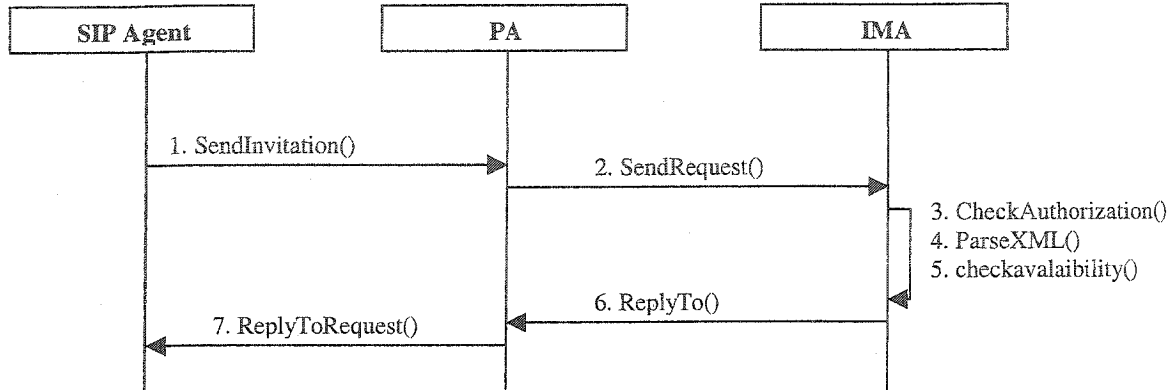 SIP Agent
PA
IMA
1. SendInvitation()
2. SendRequest()
3. CheckAuthorization()
4. ParseXML()
5. checkavalaibility()
6. ReplyTo()
7. ReplyToRequest()